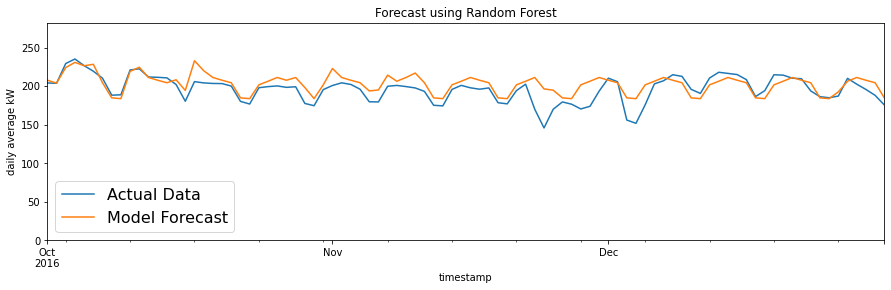 Forecast using Random Forest
daily average kW
250
200
150
100
50
0
Actual Data
Model Forecast
Oct Nov Dec
2016
timestamp